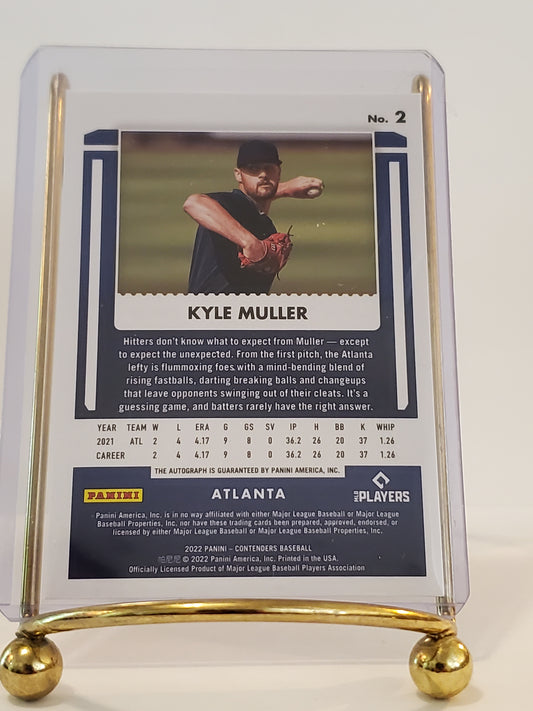 No. 2
KYLE MULLER
Hitters don't know what to expect from Muller — except
to expect the unexpected. From the first pitch, the Atlanta
lefty is flummoxing foes with a mind-bending blend of
rising fastballs, darting breaking balls and changeups
that leave opponents swinging out of their cleats. It's a
guessing game, and batters rarely have the right answer.
YEAR TEAM W L ERA G GS SV IP H BB K WHIP
2021 ATL 2 4 4.17 9 8 0 36.2 26 20 37 1.26
CAREER 2 4 4.17 9 8 0 36.2 26 20 37 1.26
THE AUTOGRAPH IS GUARANTEED BY PANINI AMERICA, INC.
PANINI
ATLANTA
MLB PLAYERS
Panini America, Inc. is in no way affiliated with either Major League Baseball or Major League
Baseball Properties, Inc. nor have these trading cards been prepared, approved, endorsed, or
licensed by either Major League Baseball or Major League Baseball Properties, Inc.
2022 PANINI - CONTENDERS BASEBALL
帕尼尼 © 2022 Panini America, Inc. Printed in the USA.
Officially Licensed Product of Major League Baseball Players Association